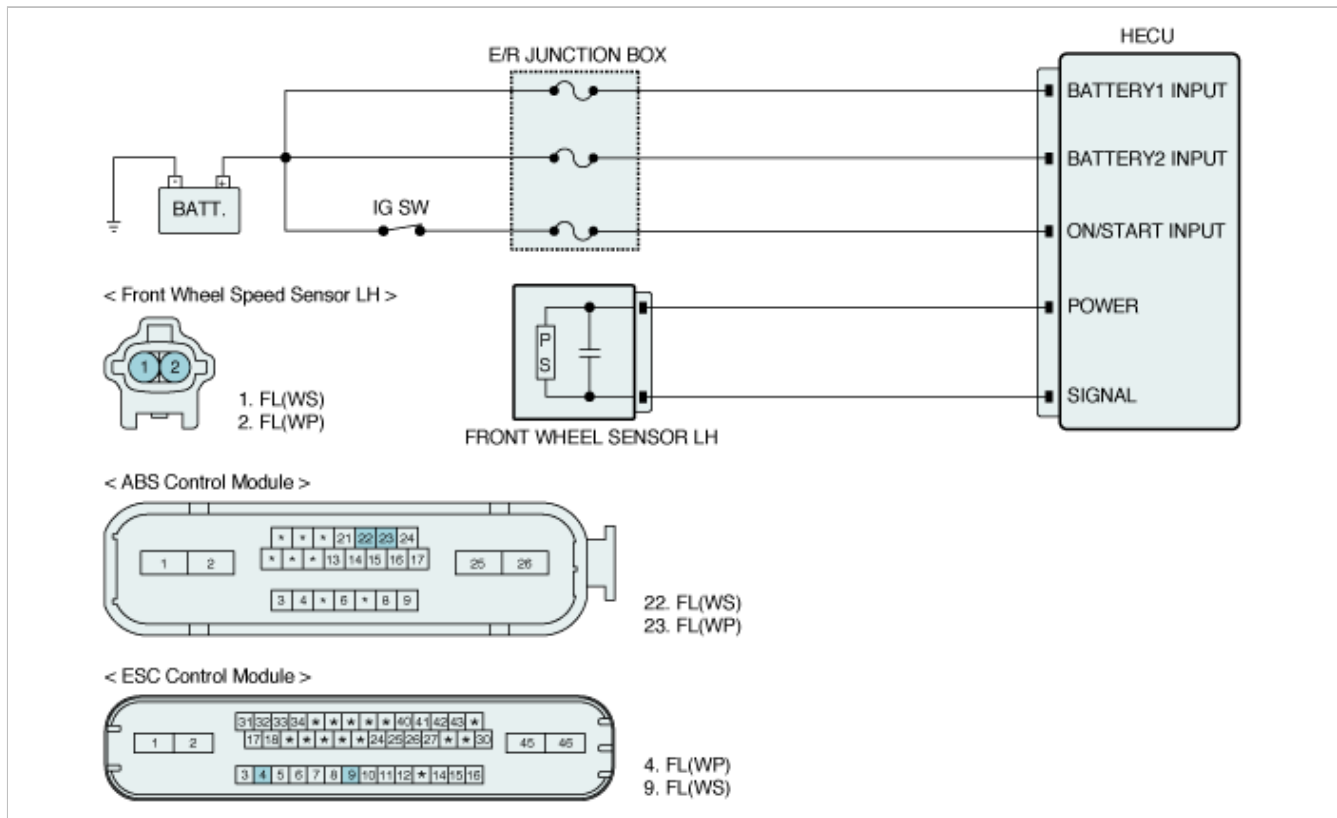 HECU
E/R JUNCTION BOX
BATTERY1 INPUT
BATTERY2 INPUT
- +
BATT.
IG SW
ON/START INPUT
< Front Wheel Speed Sensor LH >
POWER
P
S
1 2
1. FL(WS)
2. FL(WP)
SIGNAL
FRONT WHEEL SENSOR LH
< ABS Control Module >
* * * 21 22 23 24
1 2 * * * 13 14 15 16 17 25 26
3 4 * 6 * 8 9
22. FL(WS)
23. FL(WP)
< ESC Control Module >
31 32 33 34 * * * * * 40 41 42 43 *
1 2 17 18 * * * * * 24 25 26 27 * * 30 45 46
3 4 5 6 7 8 9 10 11 12 * 14 15 16
4. FL(WP)
9. FL(WS)